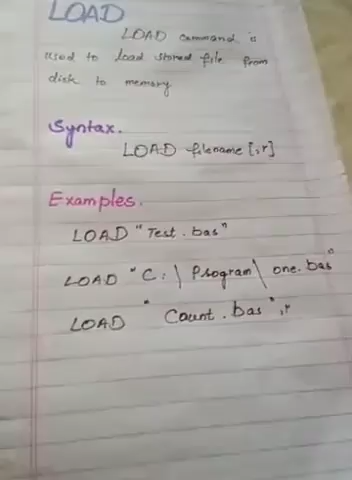 LOAD
LOAD command is
used to load stored file from
disk to memory
Syntax.
LOAD filename [,r]
Examples.
LOAD "Test.bas"
LOAD "C:\Program\one.bas"
LOAD "Count.bas",r